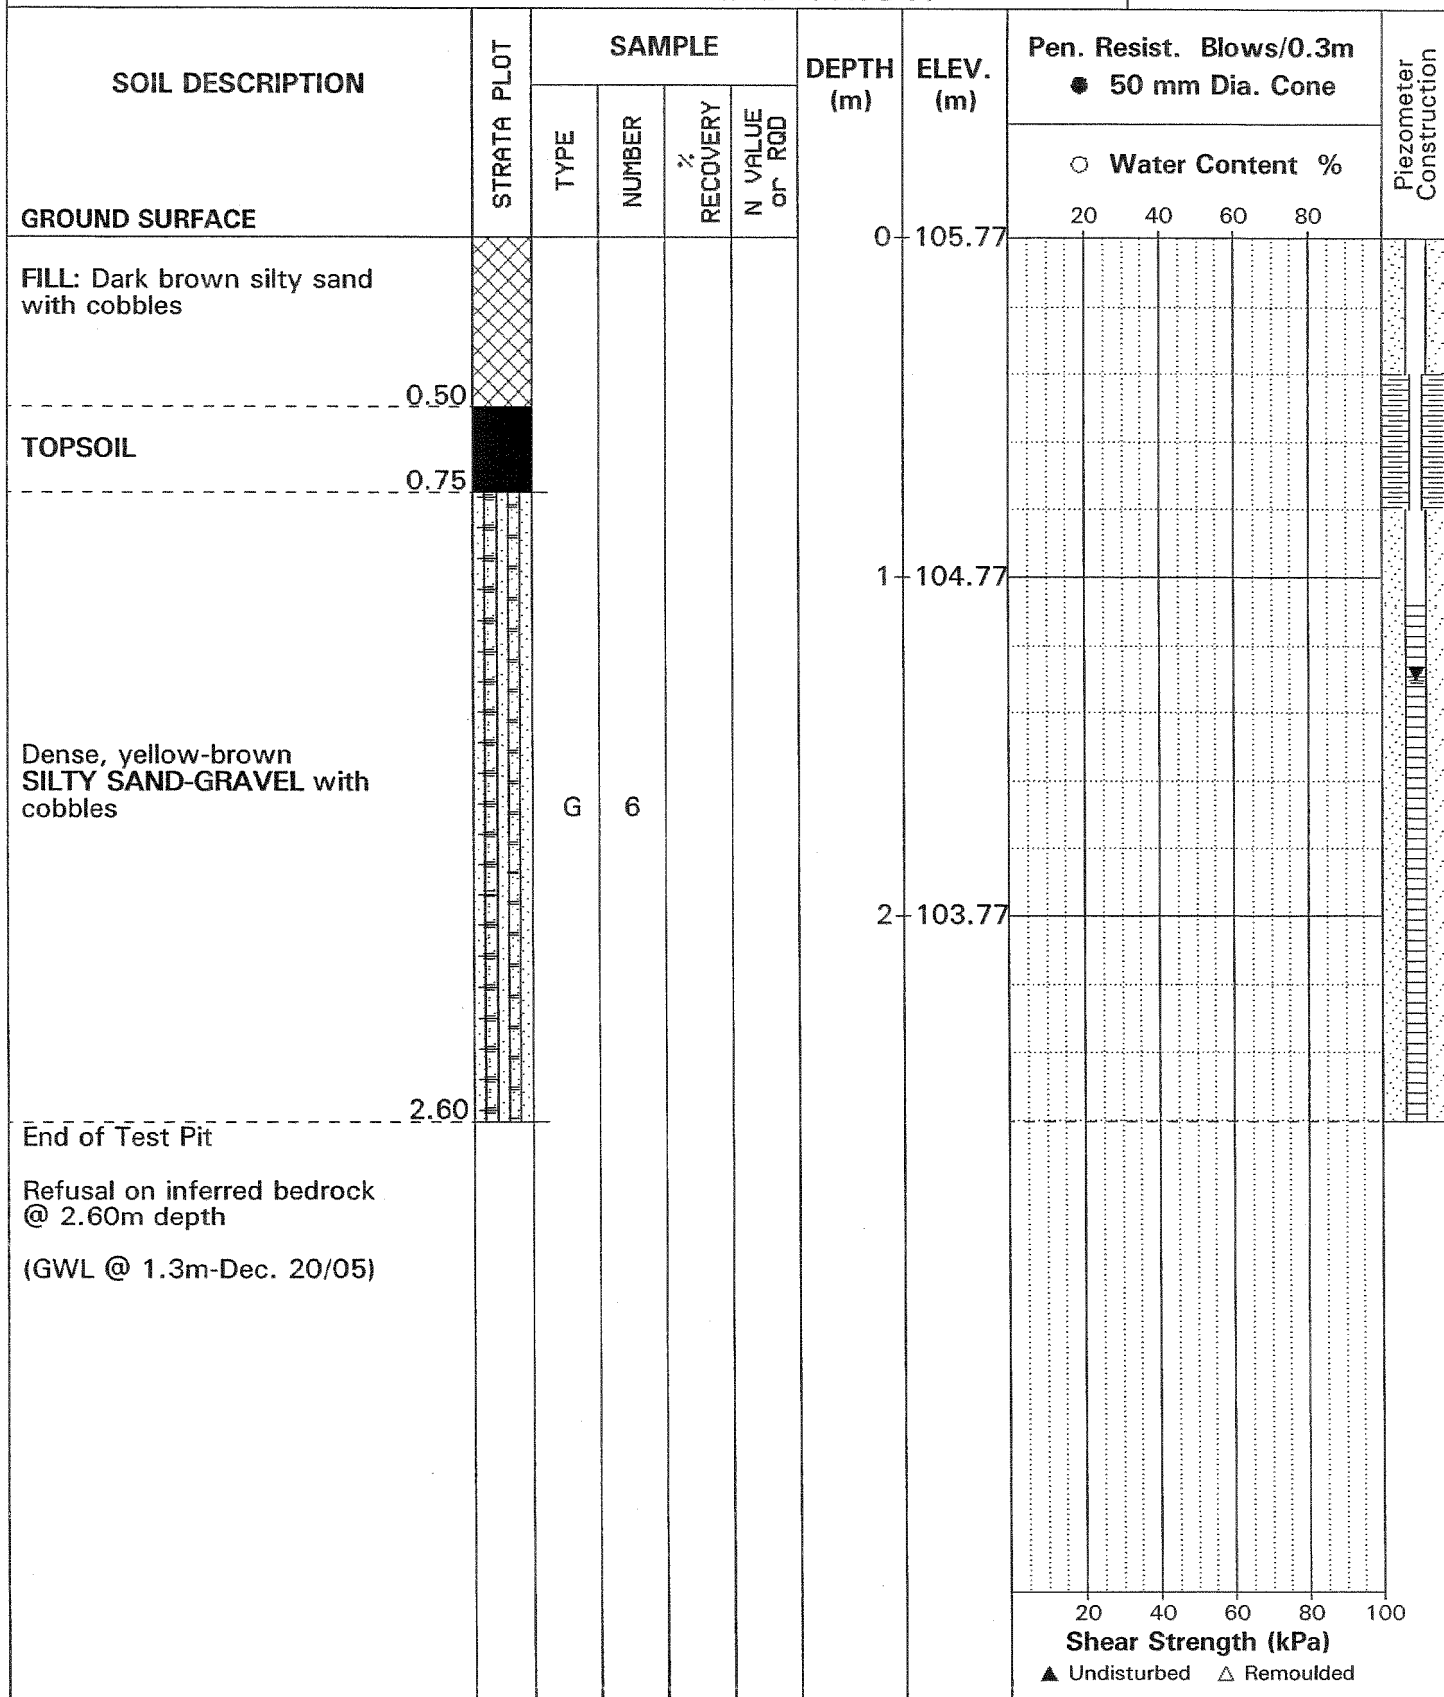 SOIL DESCRIPTION
GROUND SURFACE
STRATA PLOT
SAMPLE
TYPE
NUMBER
%
RECOVERY
N VALUE
or RQD
DEPTH
(m)
ELEV.
(m)
Pen. Resist. Blows/0.3m
● 50 mm Dia. Cone
○ Water Content %
20 40 60 80
Piezometer
Construction
0 105.77
FILL: Dark brown silty sand
with cobbles
0.50
TOPSOIL
0.75
1 104.77
Dense, yellow-brown
SILTY SAND-GRAVEL with
cobbles
G 6
2 103.77
2.60
End of Test Pit
Refusal on inferred bedrock
@ 2.60m depth
(GWL @ 1.3m-Dec. 20/05)
20 40 60 80 100
Shear Strength (kPa)
▲ Undisturbed △ Remoulded